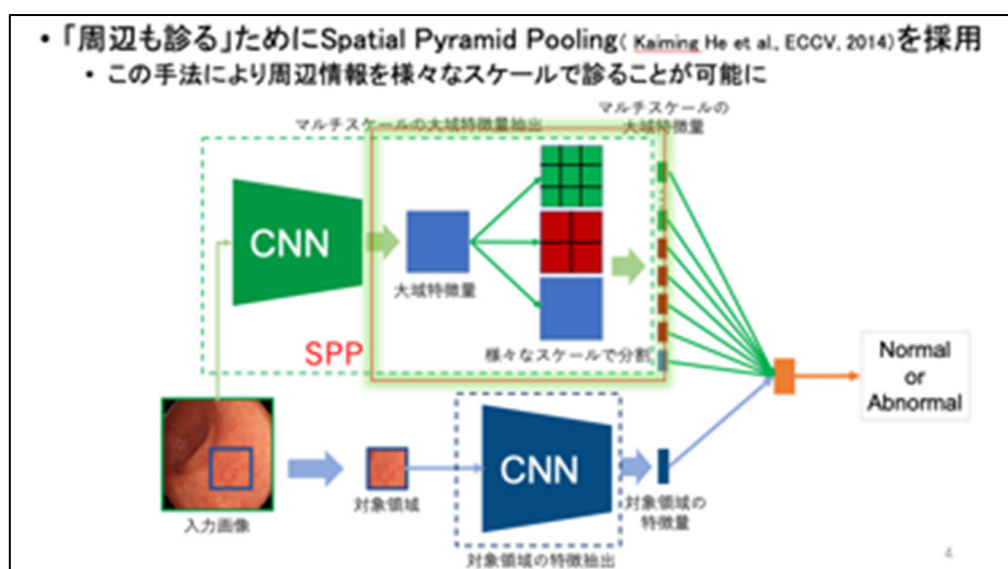 • 「周辺も診る」ためにSpatial Pyramid Pooling( Kaiming He et al., ECCV, 2014)を採用
• この手法により周辺情報を様々なスケールで診ることが可能に
マルチスケールの大域特徴量抽出
マルチスケールの
大域特徴量
CNN
大域特徴量
様々なスケールで分割
SPP
Normal
or
Abnormal
CNN
入力画像
対象領域
対象領域の
特徴量
対象領域の特徴抽出
4